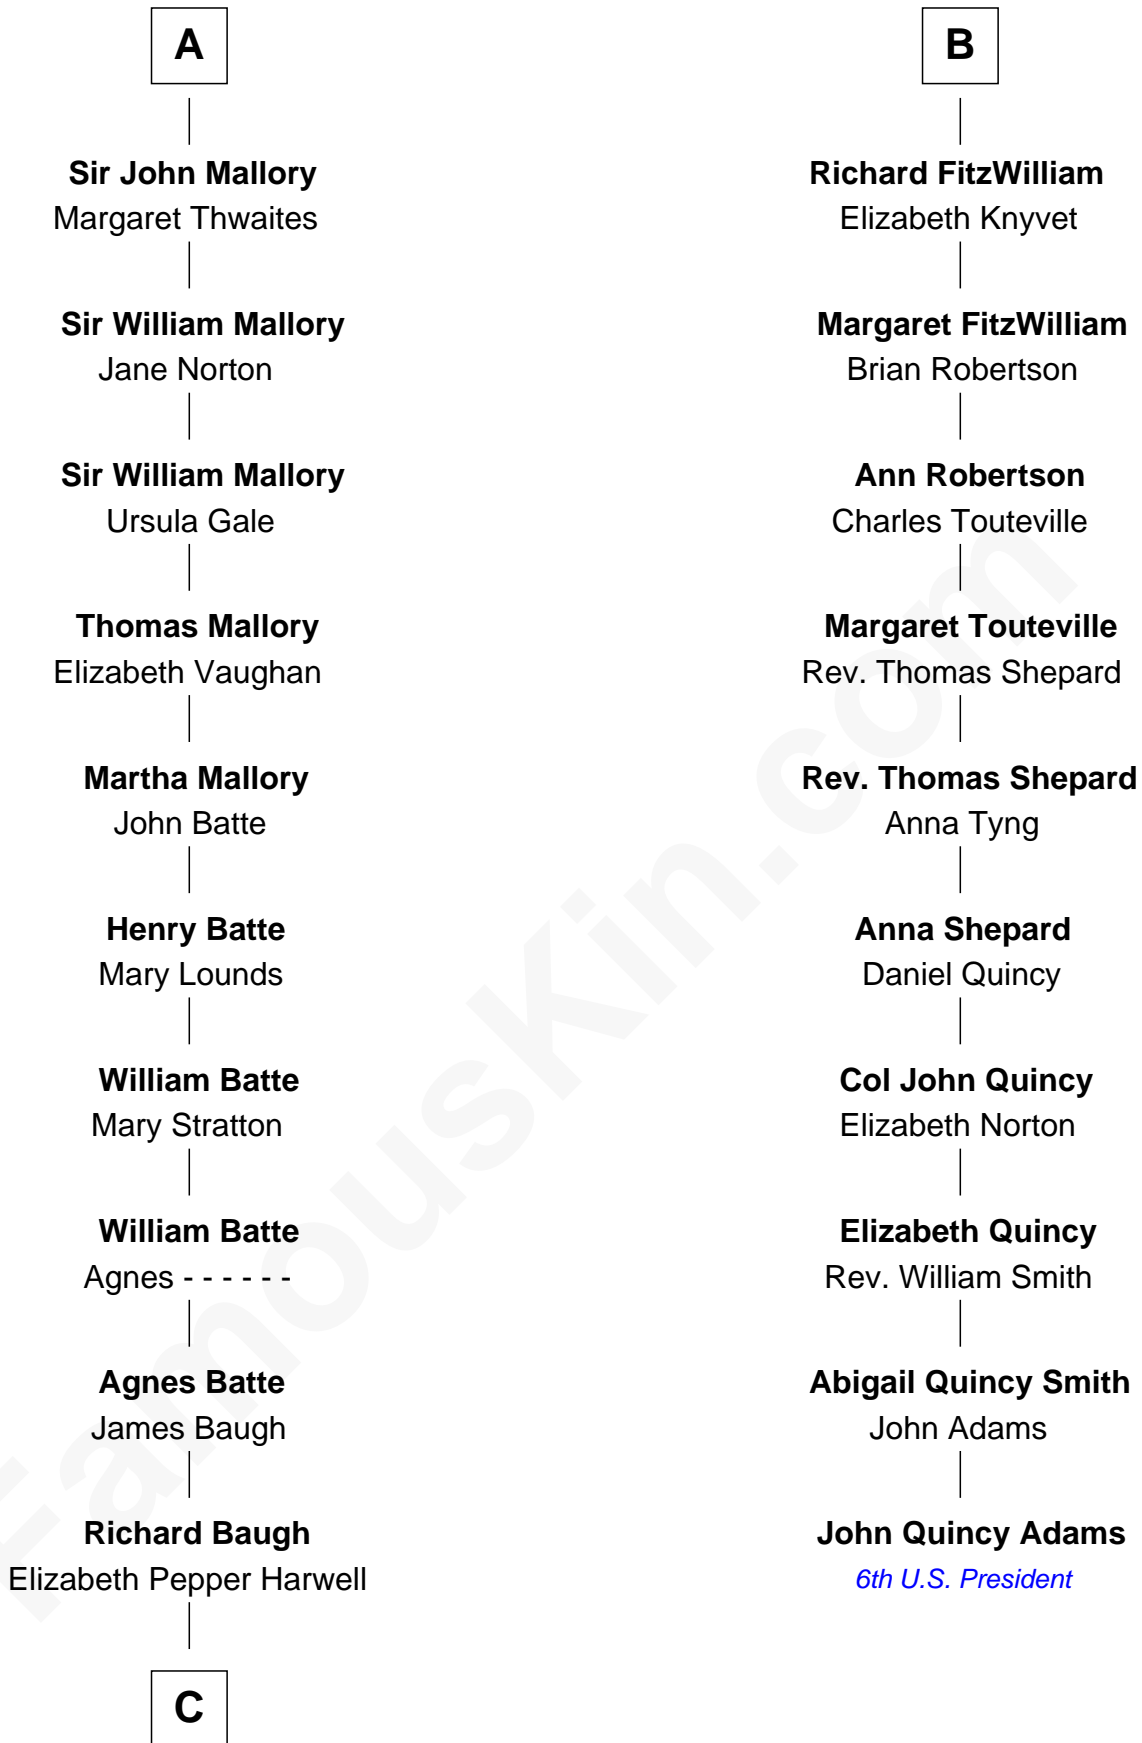 A
Sir John Mallory
Margaret Thwaites
Sir William Mallory
Jane Norton
Sir William Mallory
Ursula Gale
Thomas Mallory
Elizabeth Vaughan
Martha Mallory
John Batte
Henry Batte
Mary Lounds
William Batte
Mary Stratton
William Batte
Agnes - - - - - -
Agnes Batte
James Baugh
Richard Baugh
Elizabeth Pepper Harwell
C
B
Richard FitzWilliam
Elizabeth Knyvet
Margaret FitzWilliam
Brian Robertson
Ann Robertson
Charles Touteville
Margaret Touteville
Rev. Thomas Shepard
Rev. Thomas Shepard
Anna Tyng
Anna Shepard
Daniel Quincy
Col John Quincy
Elizabeth Norton
Elizabeth Quincy
Rev. William Smith
Abigail Quincy Smith
John Adams
John Quincy Adams
6th U.S. President
FamousKin.com